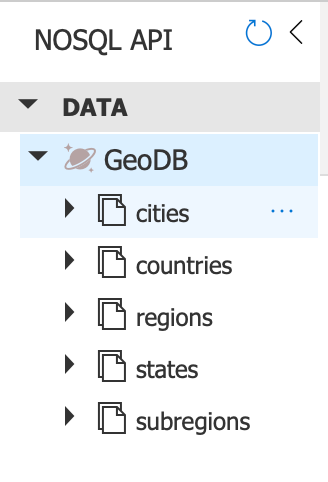 NOSQL API
DATA
GeoDB
cities
countries
regions
states
subregions